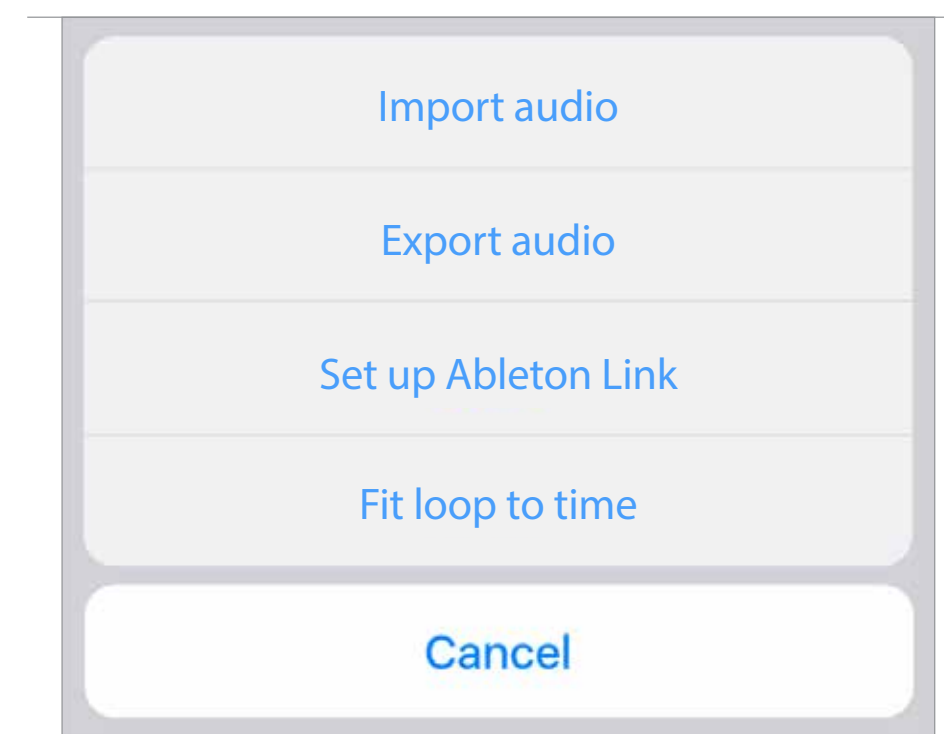 Import audio
Export audio
Set up Ableton Link
Fit loop to time
Cancel